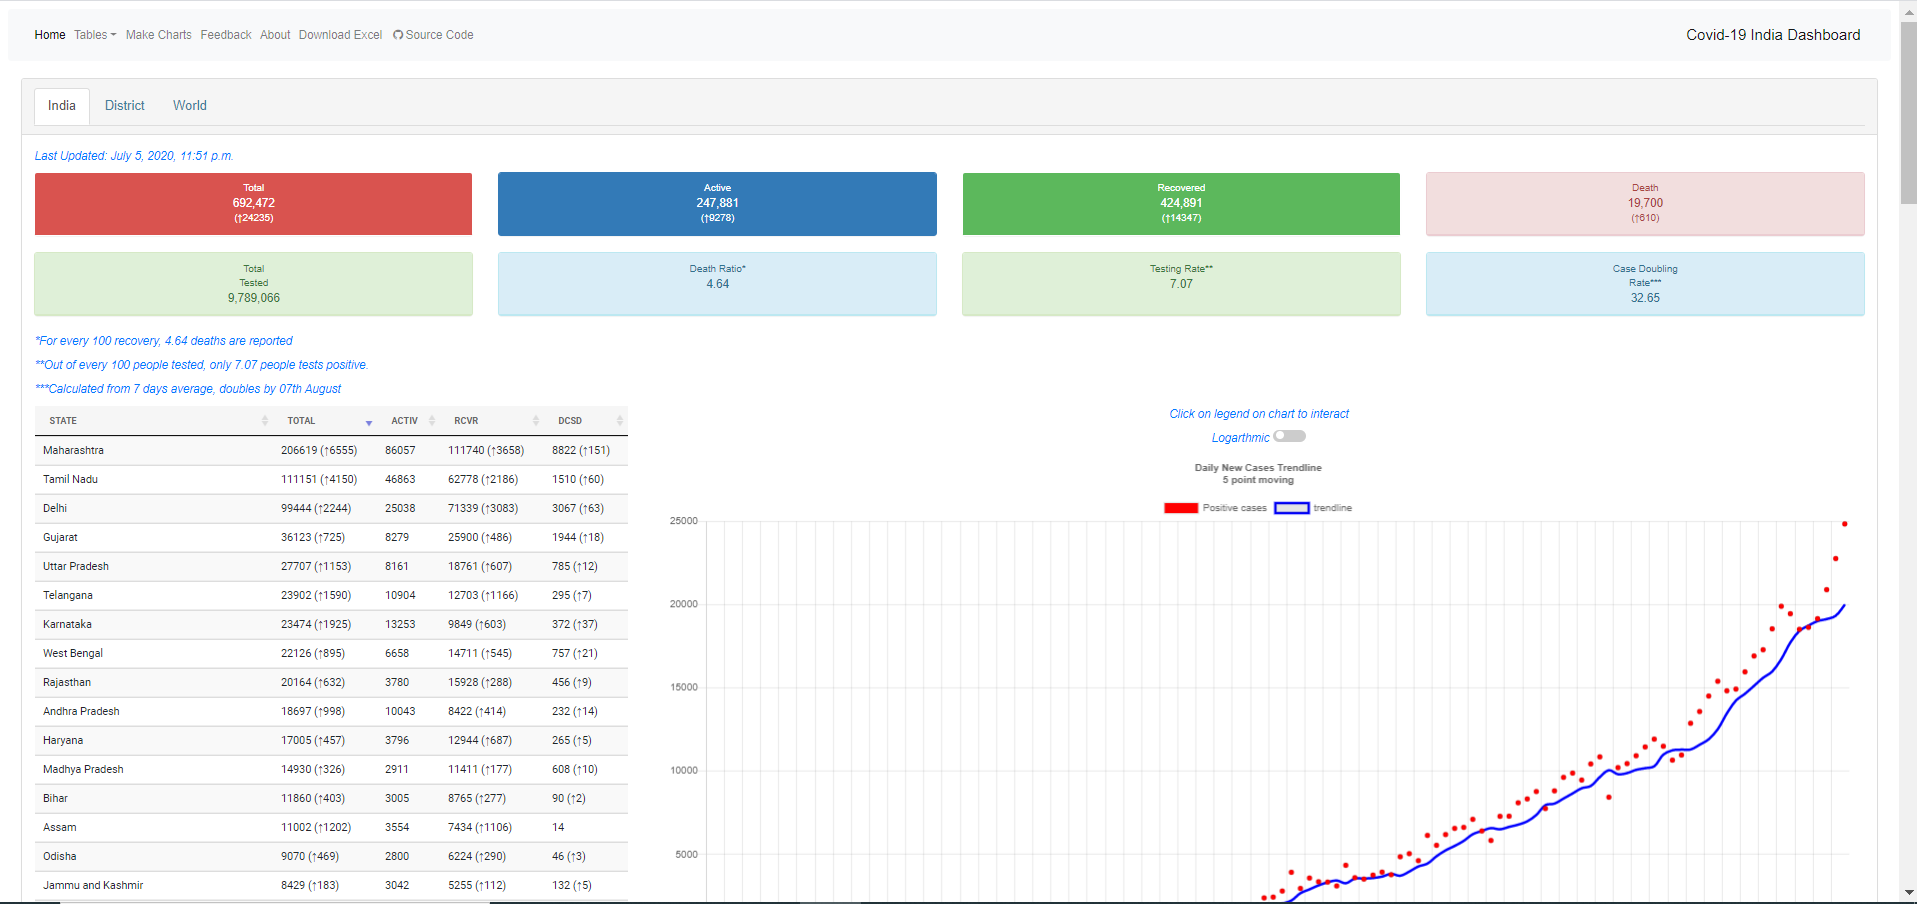 Home Tables Make Charts Feedback About Download Excel Source Code Covid-19 India Dashboard
India District World
Last Updated: July 5, 2020, 11:51 p.m.
Total
692,472
(↑24235)
Active
247,881
(↑9278)
Recovered
424,891
(↑14347)
Death
19,700
(↑610)
Total
Tested
9,789,066
Death Ratio*
4.64
Testing Rate**
7.07
Case Doubling
Rate***
32.65
*For every 100 recovery, 4.64 deaths are reported
**Out of every 100 people tested, only 7.07 people tests positive.
***Calculated from 7 days average, doubles by 07th August
STATE TOTAL ACTIV RCVR DCSD
Maharashtra 206619 (↑6555) 86057 111740 (↑3658) 8822 (↑151)
Tamil Nadu 111151 (↑4150) 46863 62778 (↑2186) 1510 (↑60)
Delhi 99444 (↑2244) 25038 71339 (↑3083) 3067 (↑63)
Gujarat 36123 (↑725) 8279 25900 (↑486) 1944 (↑18)
Uttar Pradesh 27707 (↑1153) 8161 18761 (↑607) 785 (↑12)
Telangana 23902 (↑1590) 10904 12703 (↑1166) 295 (↑7)
Karnataka 23474 (↑1925) 13253 9849 (↑603) 372 (↑37)
West Bengal 22126 (↑895) 6658 14711 (↑545) 757 (↑21)
Rajasthan 20164 (↑632) 3780 15928 (↑288) 456 (↑9)
Andhra Pradesh 18697 (↑998) 10043 8422 (↑414) 232 (↑14)
Haryana 17005 (↑457) 3796 12944 (↑687) 265 (↑5)
Madhya Pradesh 14930 (↑326) 2911 11411 (↑177) 608 (↑10)
Bihar 11860 (↑403) 3005 8765 (↑277) 90 (↑2)
Assam 11002 (↑1202) 3554 7434 (↑1106) 14
Odisha 9070 (↑469) 2800 6224 (↑290) 46 (↑3)
Jammu and Kashmir 8429 (↑183) 3042 5255 (↑112) 132 (↑5)
Click on legend on chart to interact
Logarthmic
Daily New Cases Trendline
5 point moving
Positive cases trendline
25000
20000
15000
10000
5000